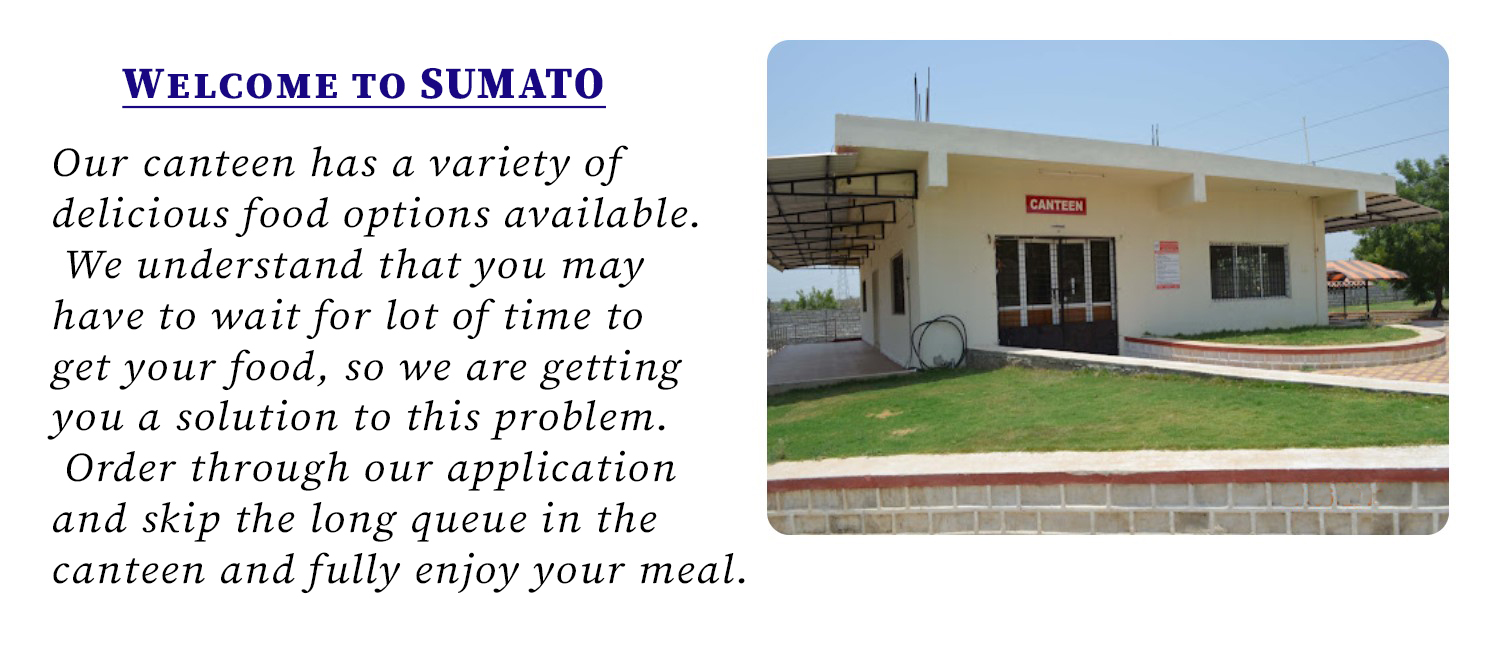 Welcome to SUMATO
Our canteen has a variety of
delicious food options available.
We understand that you may
have to wait for lot of time to
get your food, so we are getting
you a solution to this problem.
Order through our application
and skip the long queue in the
canteen and fully enjoy your meal.
CANTEEN